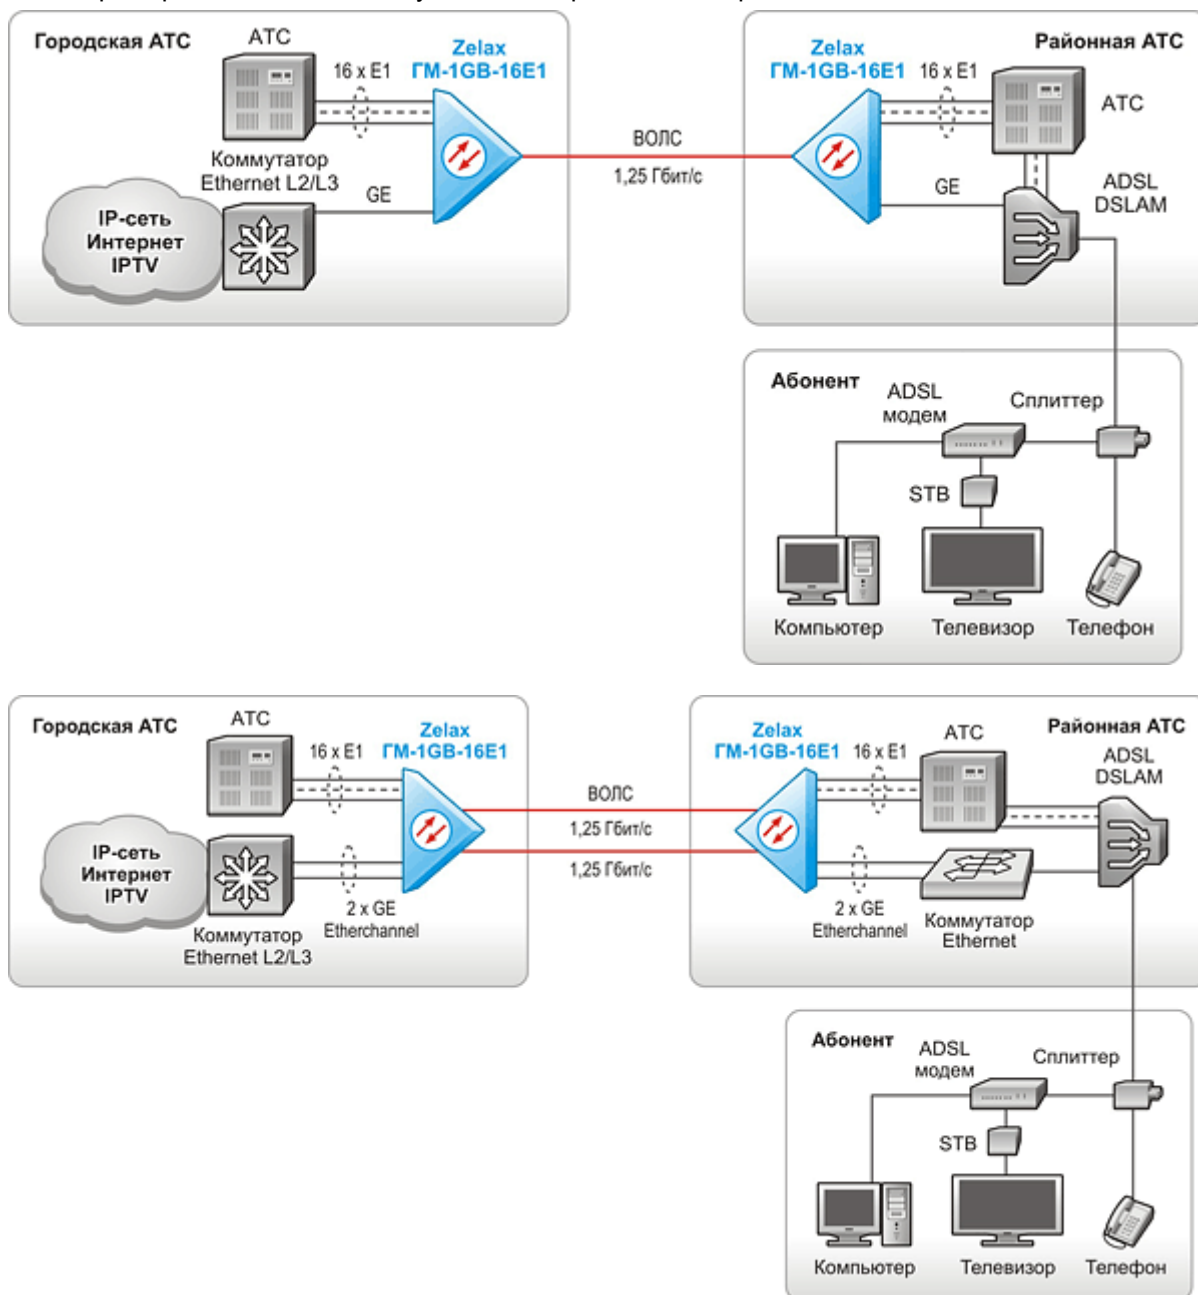 Городская АТС
АТС
16 x E1
Zelax
ГМ-1GB-16E1
Коммутатор
Ethernet L2/L3
GE
IP-сеть
Интернет
IPTV
ВОЛС
1,25 Гбит/с
Zelax
ГМ-1GB-16E1
16 x E1
Районная АТС
АТС
GE
ADSL
DSLAM
Абонент
ADSL
модем
Сплиттер
STB
Компьютер
Телевизор
Телефон
Городская АТС
АТС
16 x E1
Zelax
ГМ-1GB-16E1
IP-сеть
Интернет
IPTV
2 x GE
Etherchannel
Коммутатор
Ethernet L2/L3
ВОЛС
1,25 Гбит/с
1,25 Гбит/с
Zelax
ГМ-1GB-16E1
16 x E1
АТС
Районная АТС
ADSL
DSLAM
2 x GE
Etherchannel
Коммутатор
Ethernet
Абонент
ADSL
модем
Сплиттер
STB
Компьютер
Телевизор
Телефон